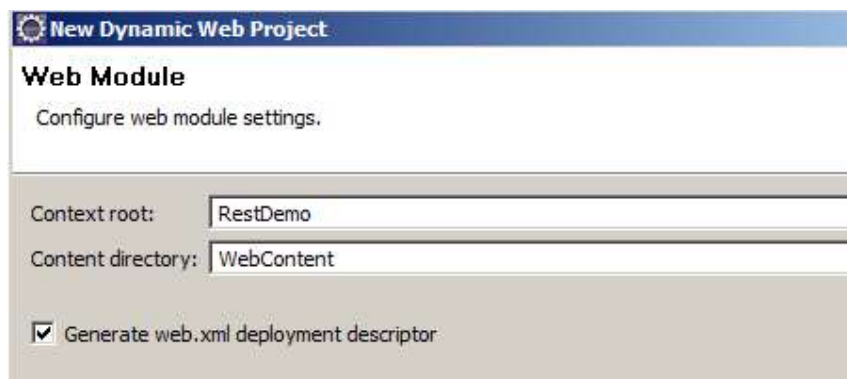 New Dynamic Web Project
Web Module
Configure web module settings.
Context root: RestDemo
Content directory: WebContent
Generate web.xml deployment descriptor